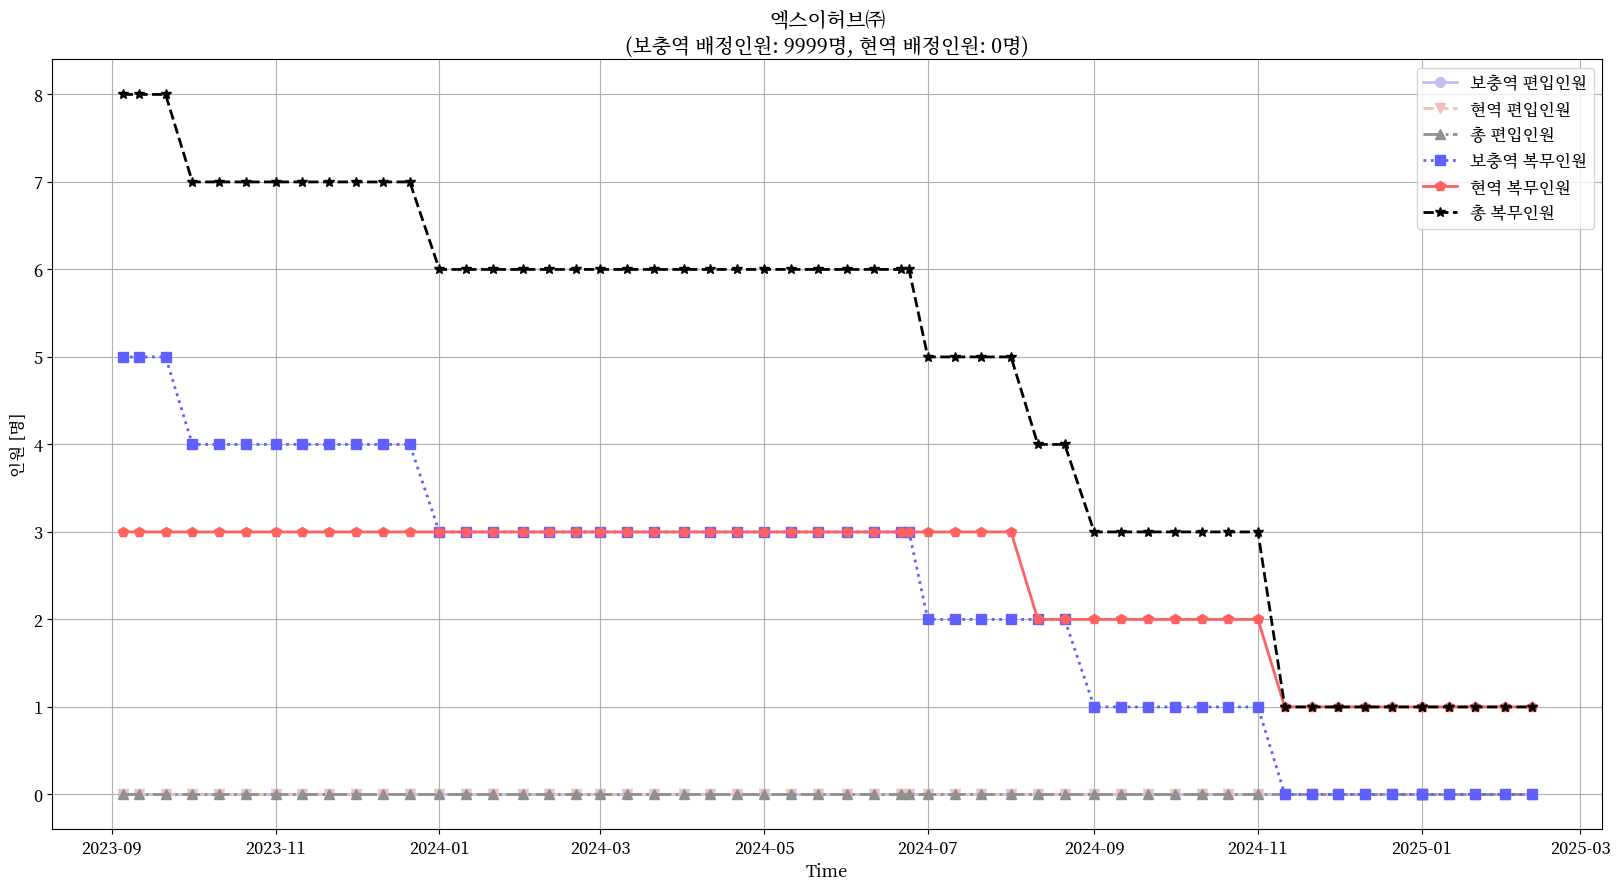 엑스이허브㈜
(보충역 배정인원: 9999명, 현역 배정인원: 0명)
보충역 편입인원
현역 편입인원
총 편입인원
보충역 복무인원
현역 복무인원
총 복무인원
인원 [명]
8
7
6
5
4
3
2
1
0
2023-09
2023-11
2024-01
2024-03
2024-05
2024-07
2024-09
2024-11
2025-01
2025-03
Time